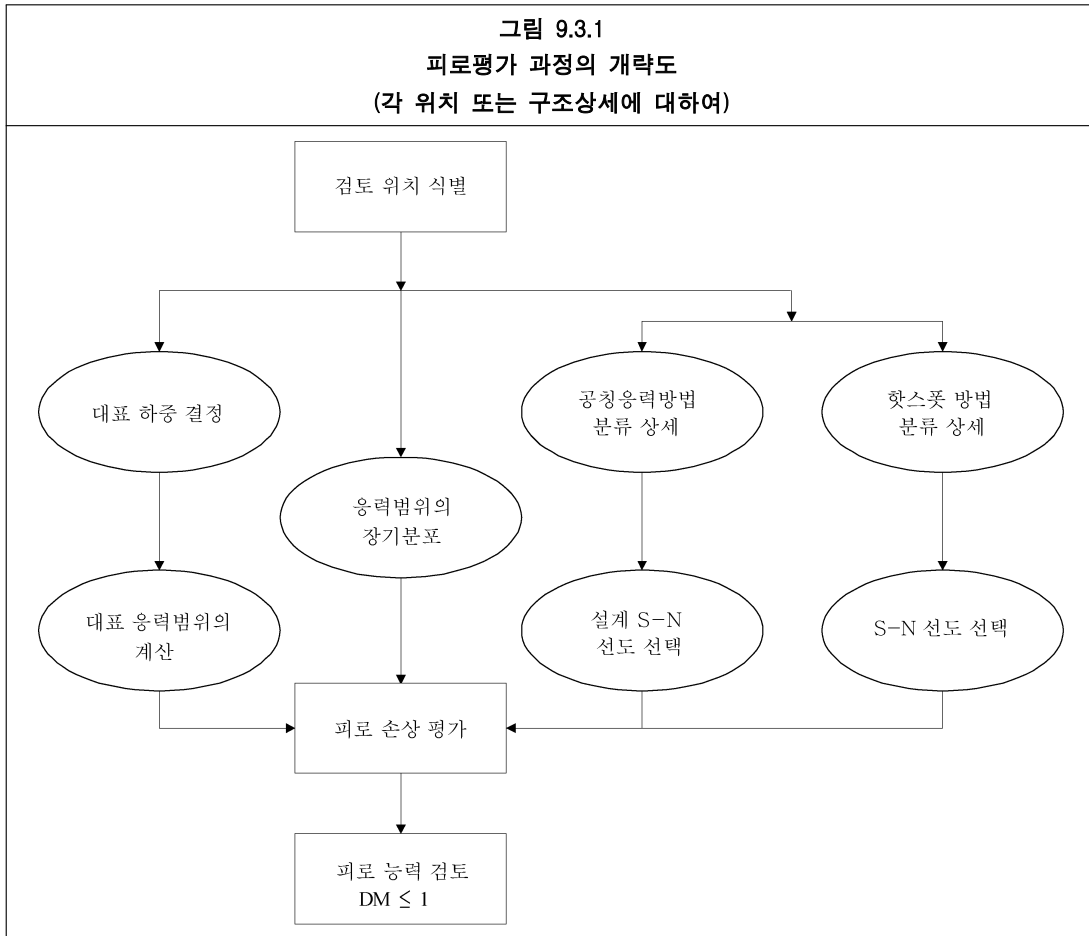 그림 9.3.1
피로평가 과정의 개략도
(각 위치 또는 구조상세에 대하여)
검토 위치 식별
대표 하중 결정
응력범위의
장기분포
공칭응력방법
분류 상세
핫스폿 방법
분류 상세
대표 응력범위의
계산
설계 S-N
선도 선택
S-N 선도 선택
피로 손상 평가
피로 능력 검토
DM ≤ 1